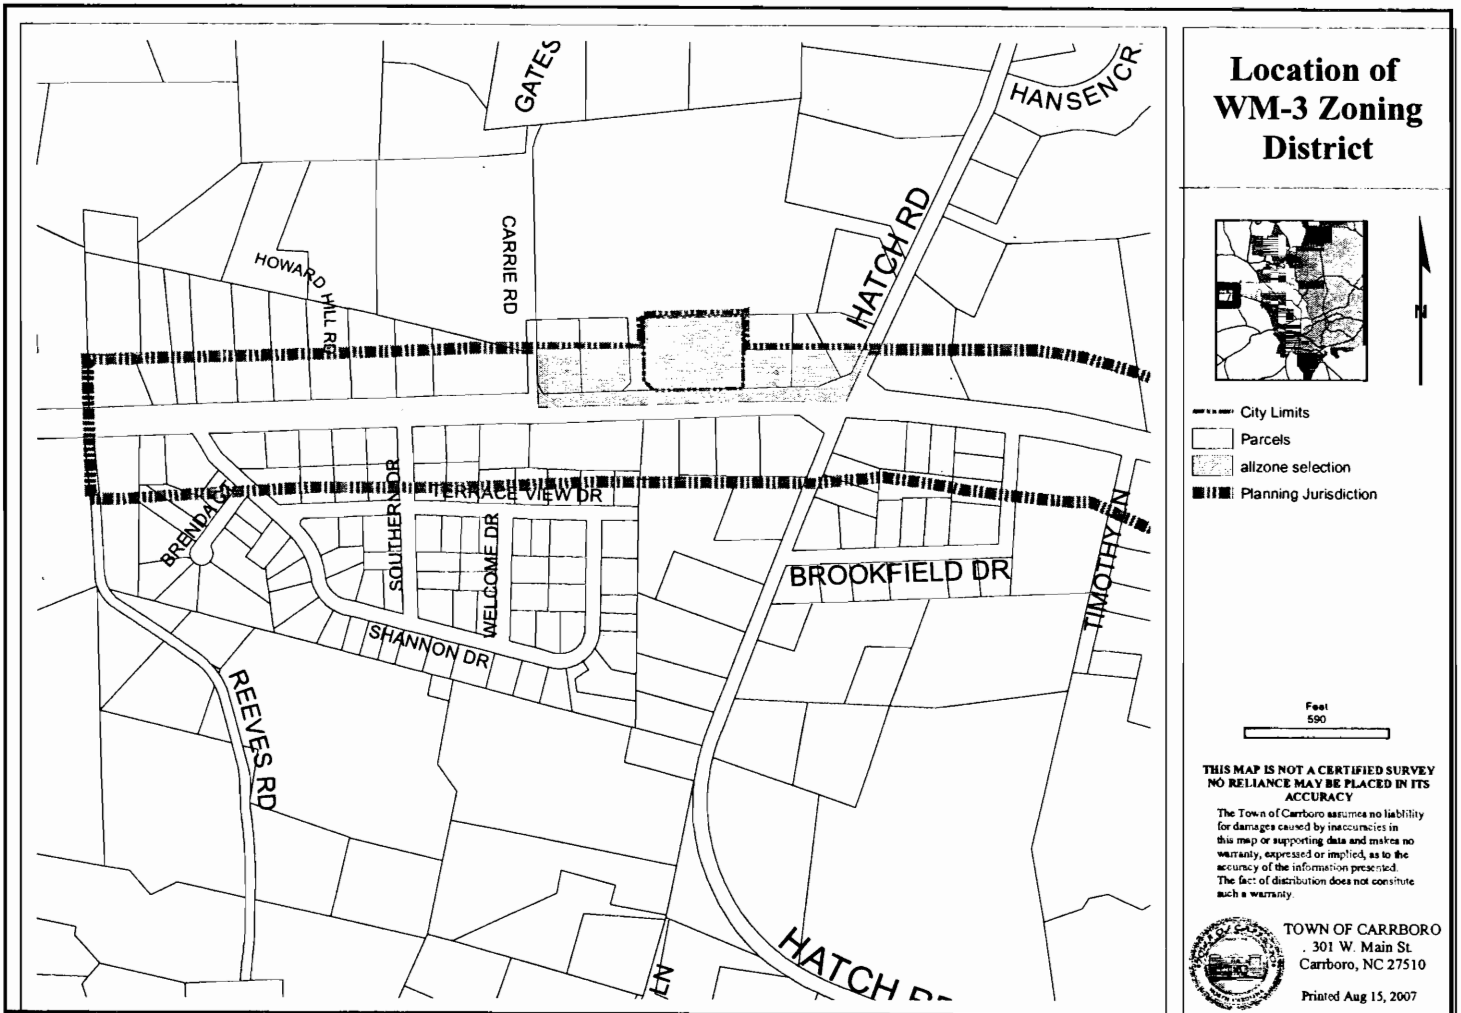 GATES
HANSENCR
HATCH RD
CARRIE RD
HOWARD HILL RD
TERRACE VIEW DR
SOUTHERN DR
WELCOME DR
BROOKFIELD DR
TIMOTHY LN
SHANNON DR
REEVES RD
HATCH
LN
Location of
WM-3 Zoning
District
N
City Limits
Parcels
allzone selection
Planning Jurisdiction
Feet
590
THIS MAP IS NOT A CERTIFIED SURVEY
NO RELIANCE MAY BE PLACED IN ITS
ACCURACY
The Town of Carrboro assumes no liablility
for damages caused by inaccuracies in
this map or supporting data and makes no
warranty, expressed or implied, as to the
accuracy of the information presented.
The fact of distribution does not consitute
such a warranty.
TOWN OF CARRBORO
301 W. Main St.
Carrboro, NC 27510
Printed Aug 15, 2007